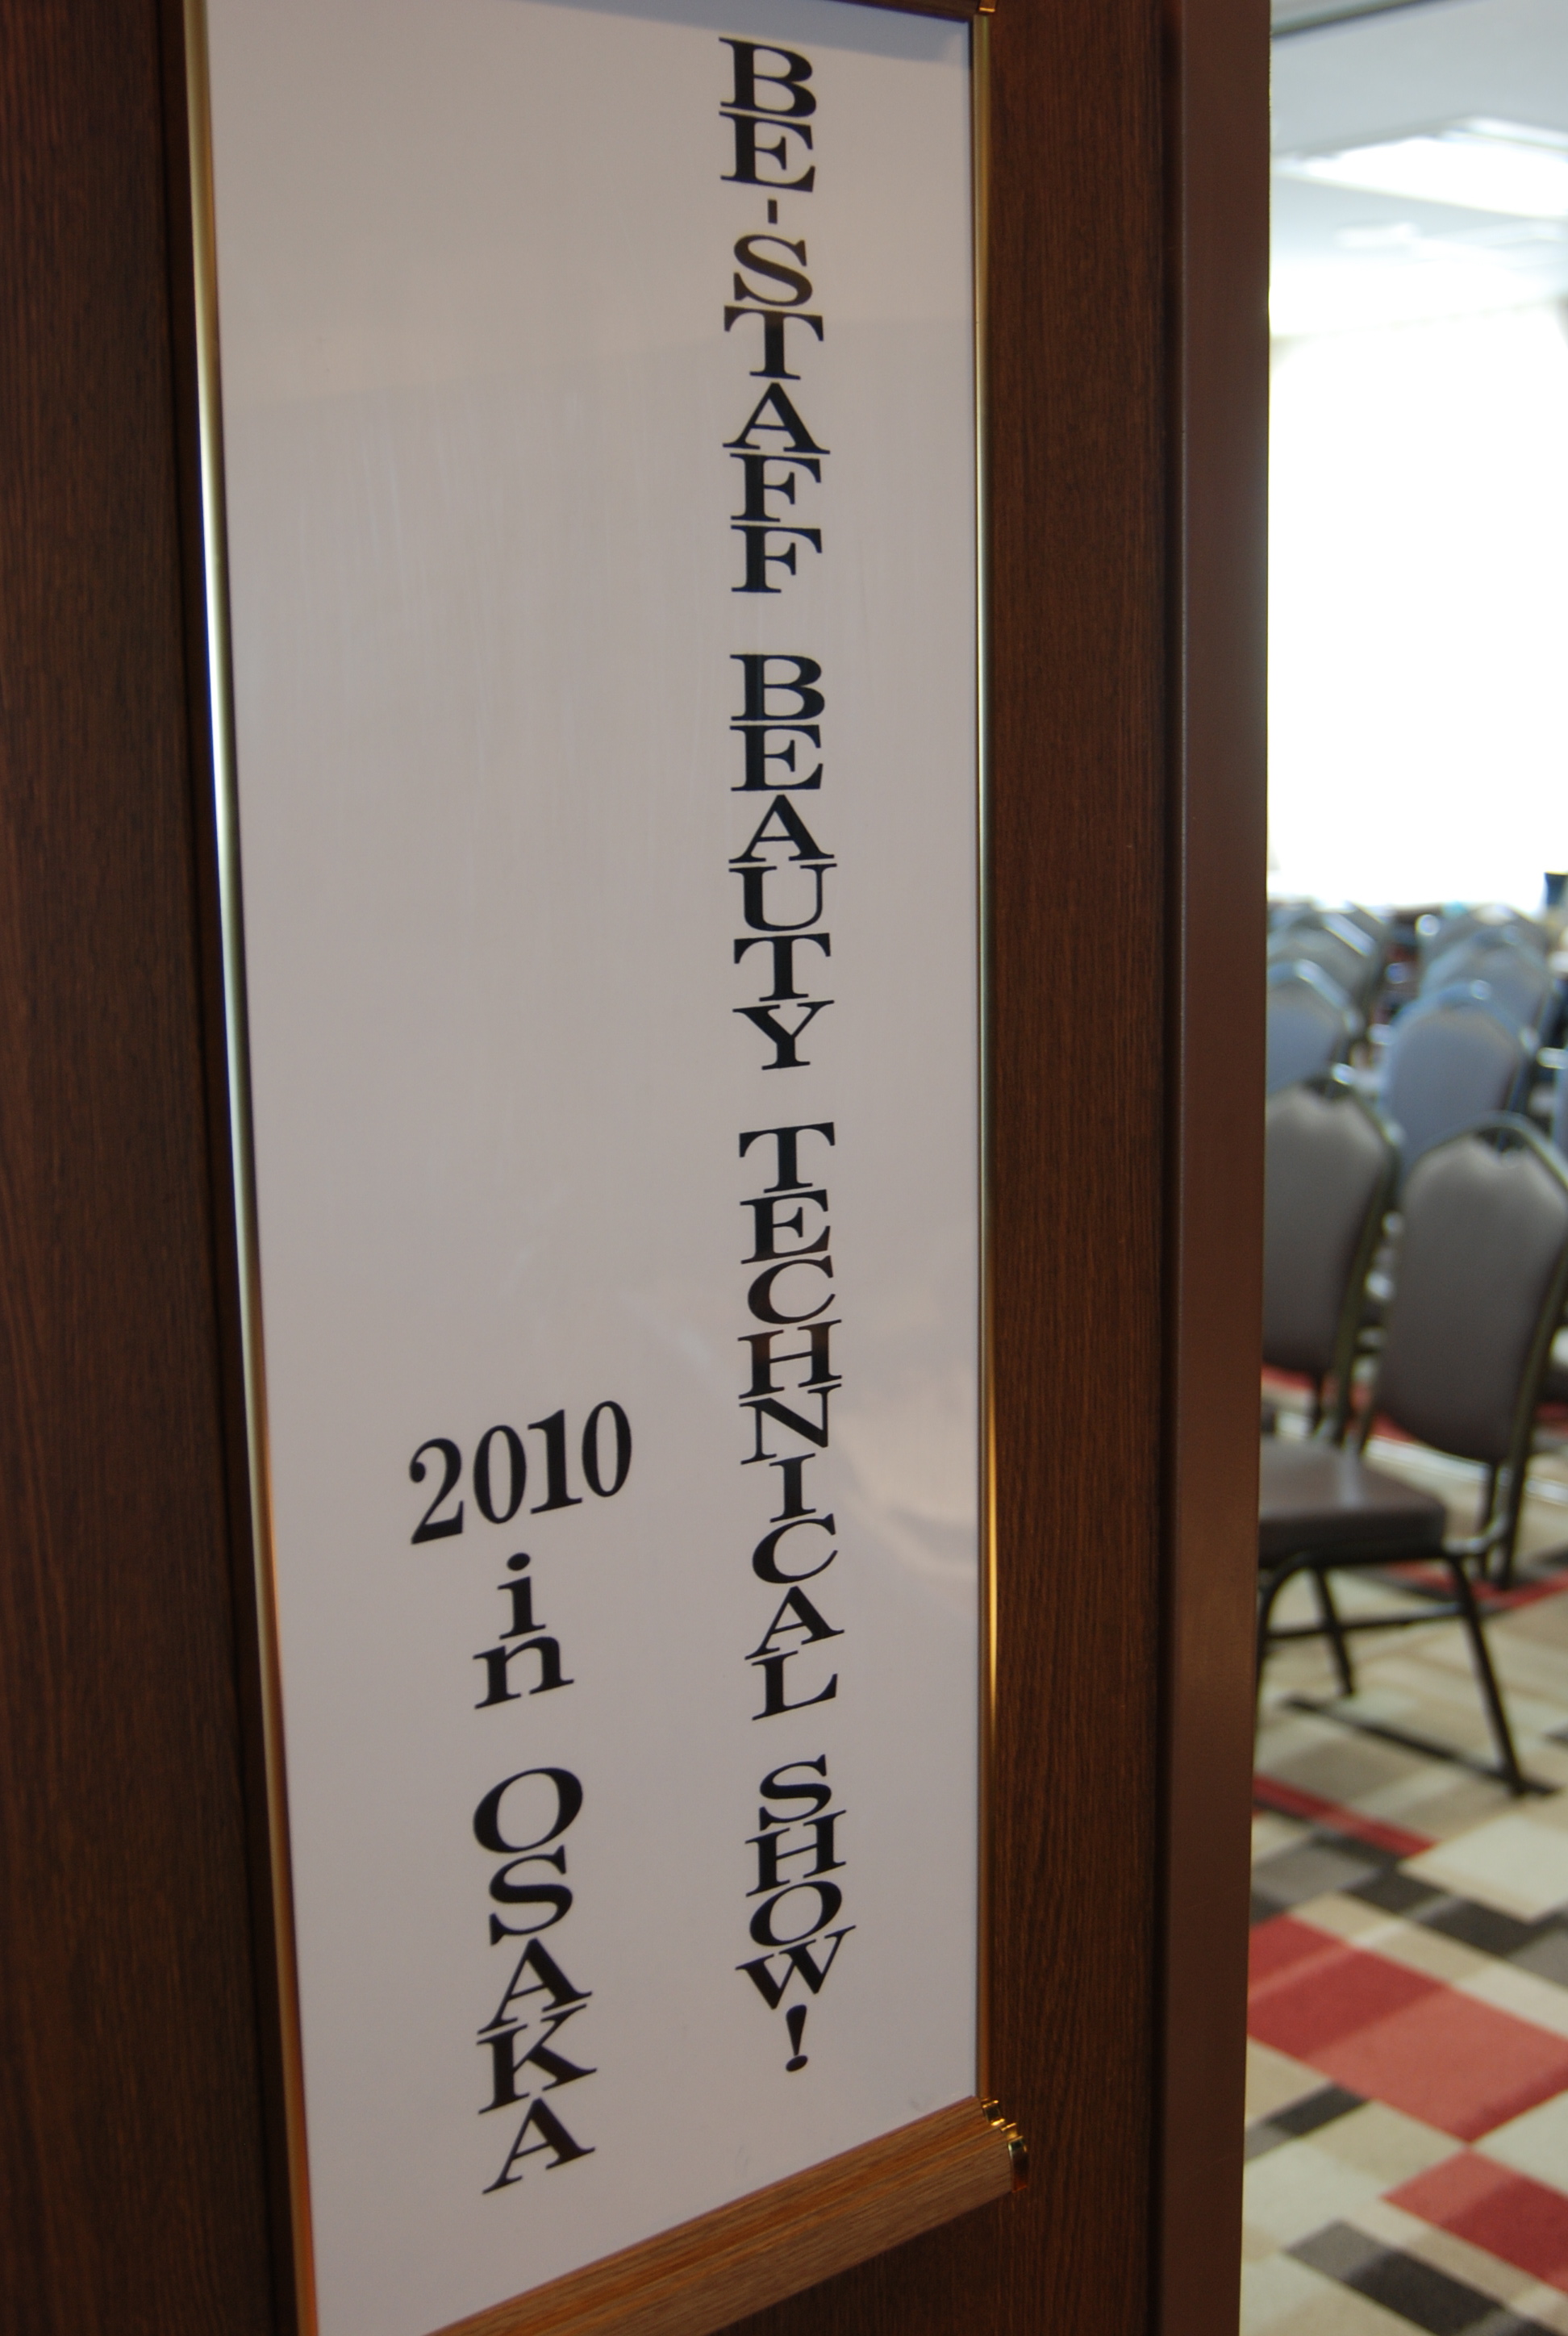 BE-STAFF BEAUTY TECHNICAL SHOW!
2010 in OSAKA